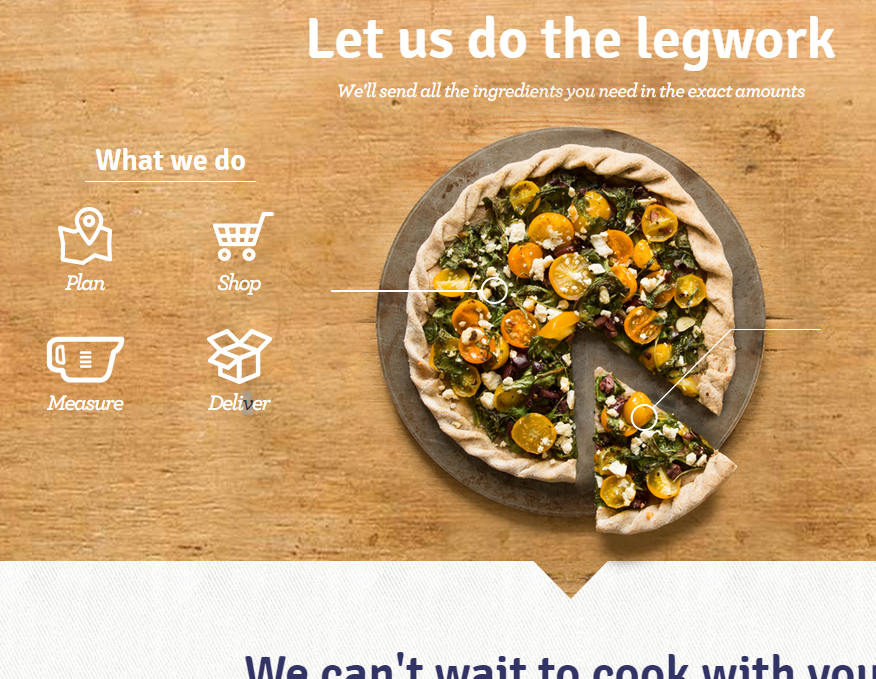 Let us do the legwork
We'll send all the ingredients you need in the exact amounts
What we do
Plan
Shop
Measure
Deliver
We can't wait to cook with you